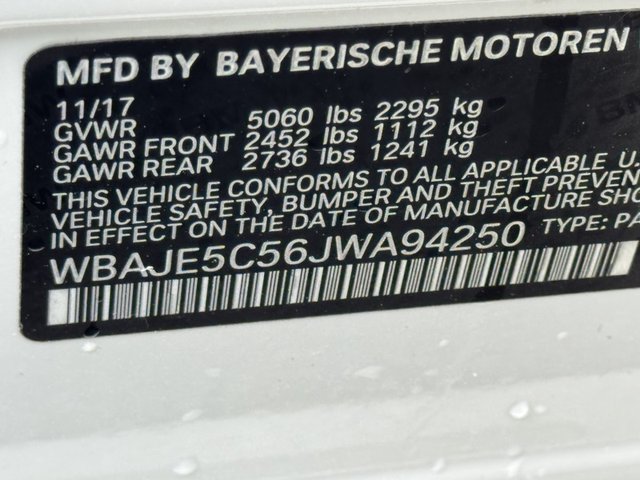 MFD BY BAYERISCHE MOTOREN
11/17
GVWR 5060 lbs 2295 kg
GAWR FRONT 2452 lbs 1112 kg
GAWR REAR 2736 lbs 1241 kg
THIS VEHICLE CONFORMS TO ALL APPLICABLE U.
VEHICLE SAFETY, BUMPER AND THEFT PREVEN
IN EFFECT ON THE DATE OF MANUFACTURE SHO
WBAJE5C56JWA94250 TYPE: PA